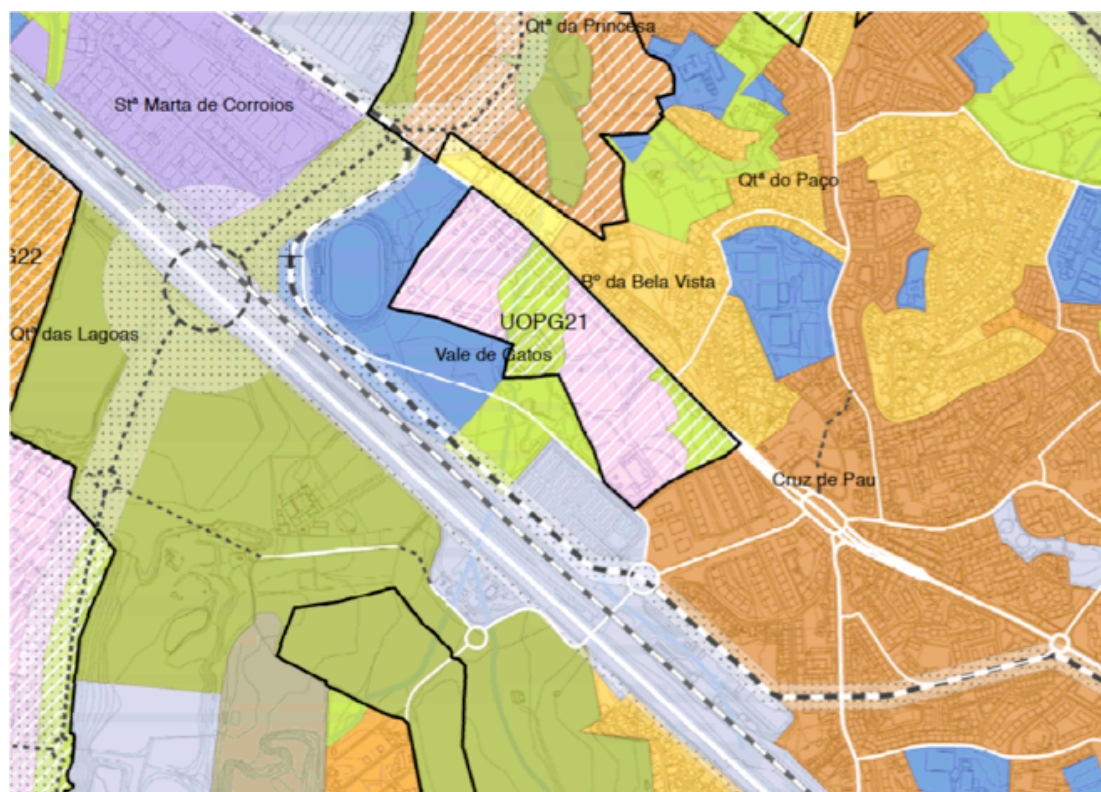 Qtª da Princesa
Stª Marta de Corroios
Qtª do Paço
G22
Bº da Bela Vista
UOPG21
Qtª das Lagoas
Vale de Gatos
Cruz de Pau